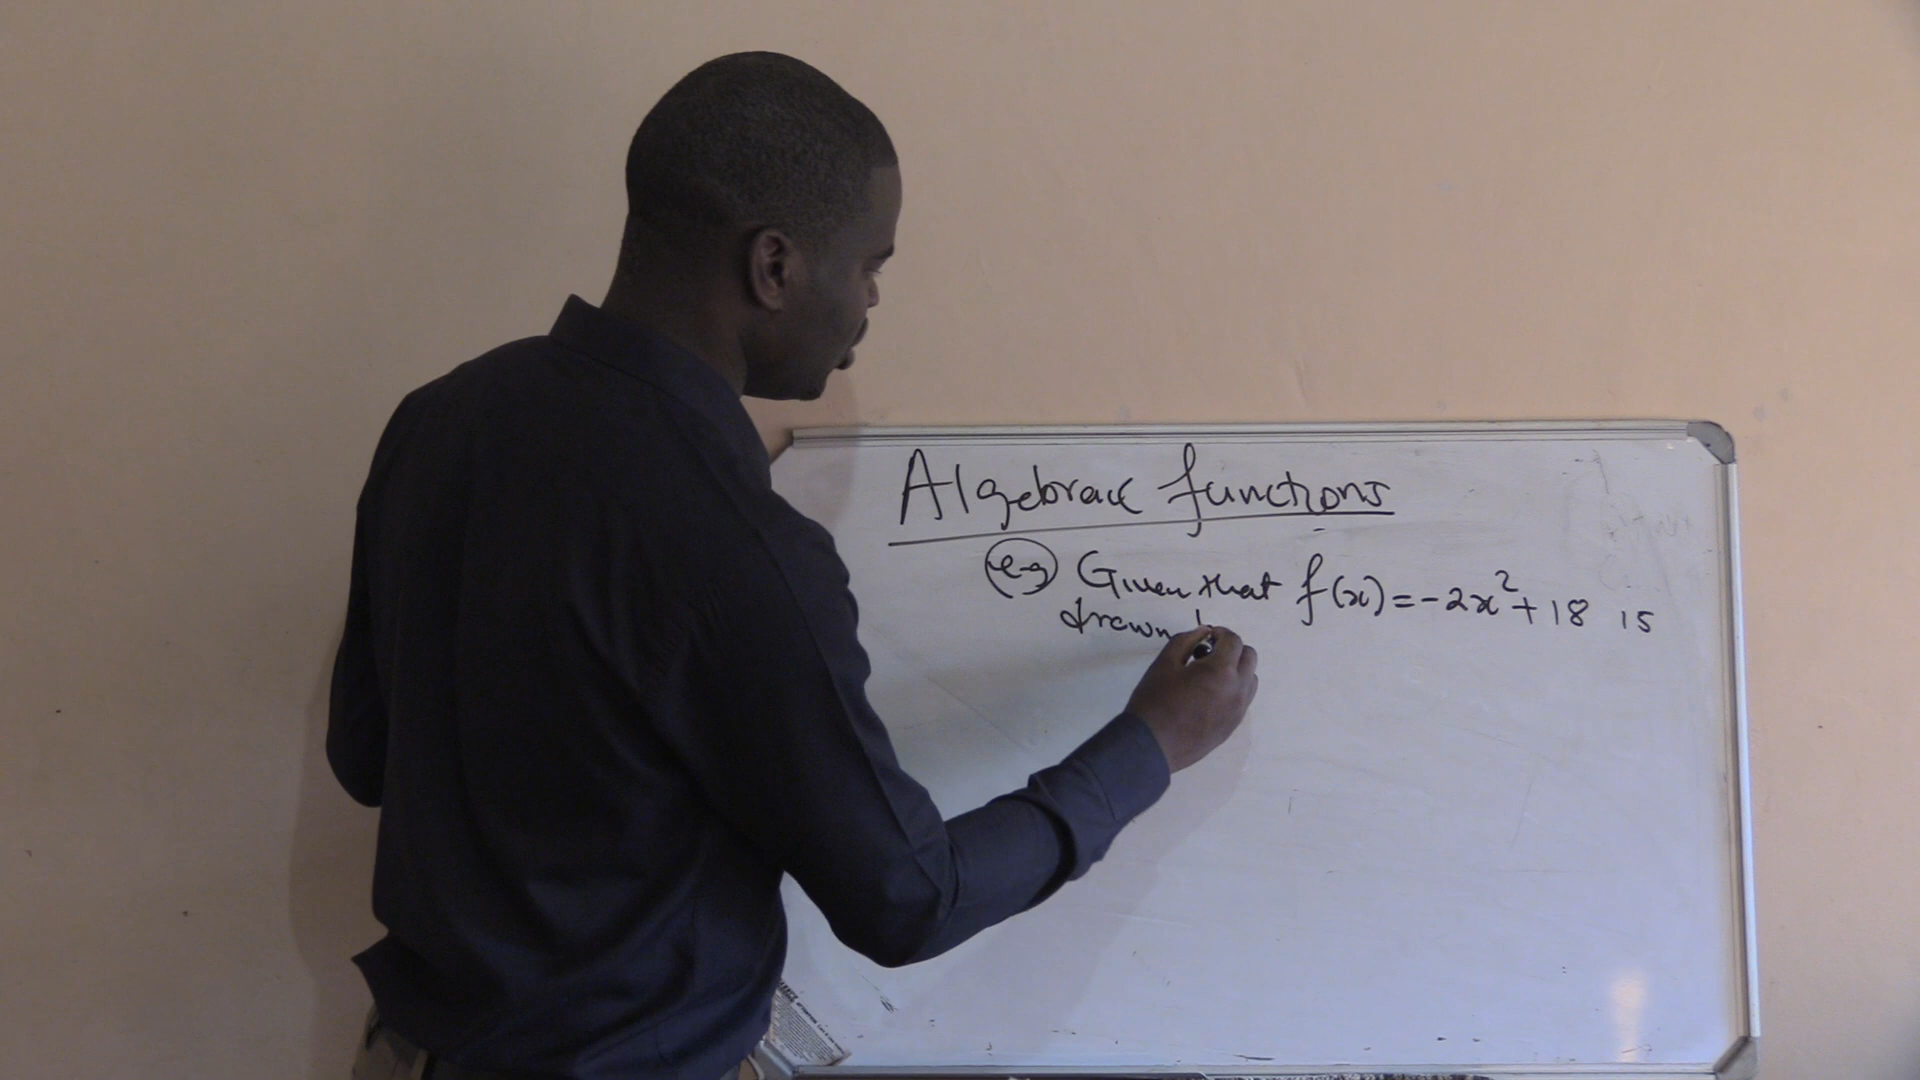 Algebraic functions
e.g Given that f(x) = -2x² + 18 is
drawn